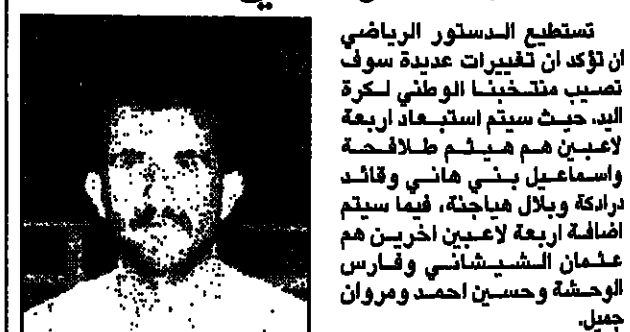 تستطيع الدستور الرياضي
ان تؤكد ان تغييرات عديدة سوف
تصيب منتخبنا الوطني لكرة
اليد، حيث سيتم استبعاد اربعة
لاعبين هم هيثم طلافحة
واسماعيل بني هاني وقائد
درادكة وبلال هياجنة، فيما سيتم
اضافة اربعة لاعبين اخرين هم
عثمان الشيشاني وفارس
الوحشة وحسين احمد ومروان
جميل.